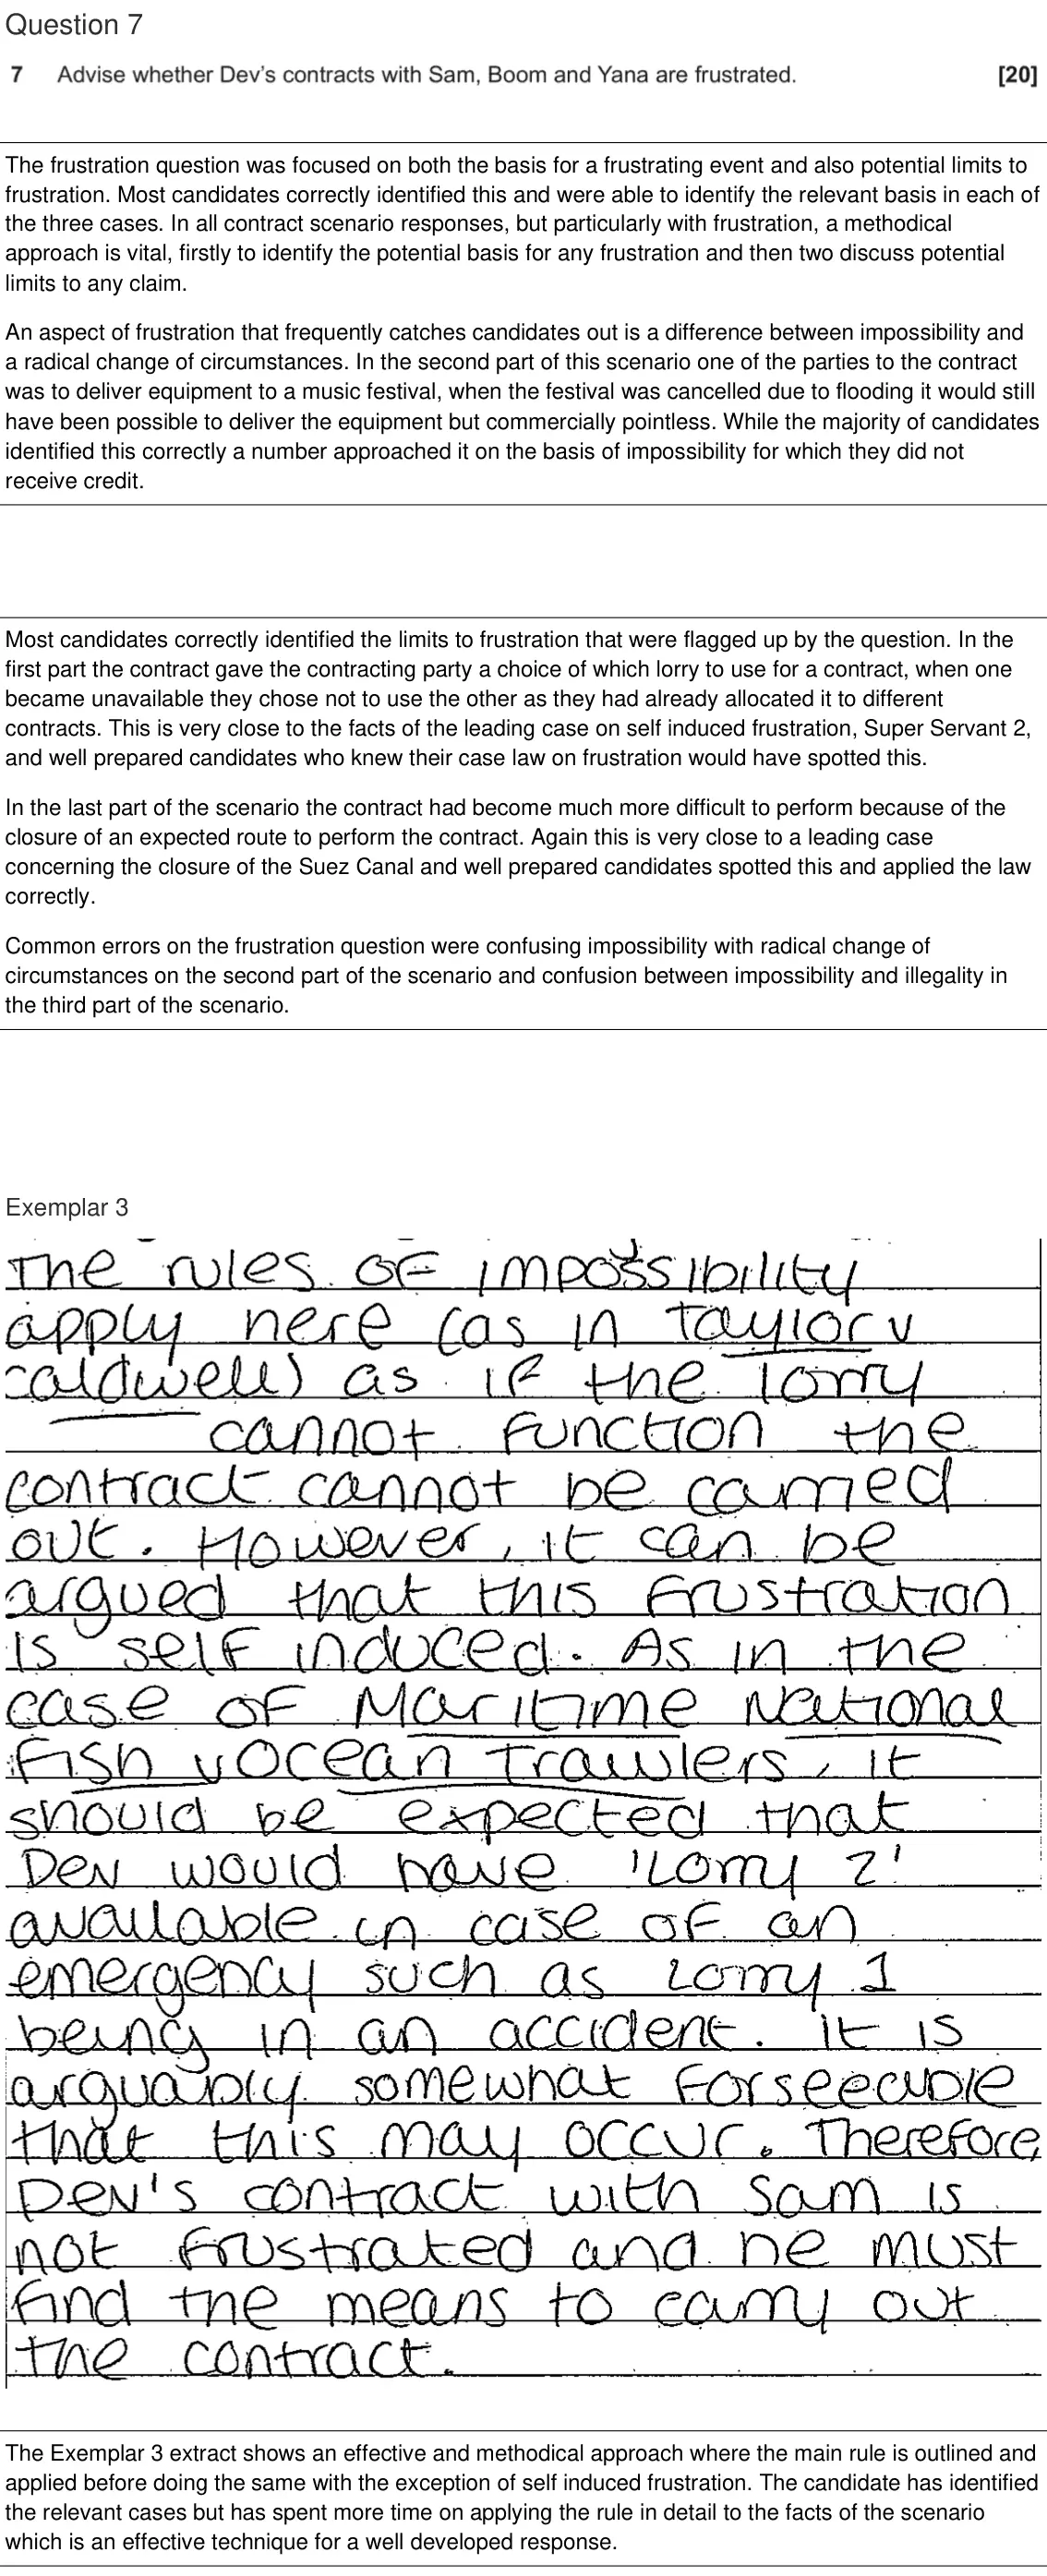 Question 7
7 Advise whether Dev's contracts with Sam, Boom and Yana are frustrated. [20]
The frustration question was focused on both the basis for a frustrating event and also potential limits to
frustration. Most candidates correctly identified this and were able to identify the relevant basis in each of
the three cases. In all contract scenario responses, but particularly with frustration, a methodical
approach is vital, firstly to identify the potential basis for any frustration and then two discuss potential
limits to any claim.
An aspect of frustration that frequently catches candidates out is a difference between impossibility and
a radical change of circumstances. In the second part of this scenario one of the parties to the contract
was to deliver equipment to a music festival, when the festival was cancelled due to flooding it would still
have been possible to deliver the equipment but commercially pointless. While the majority of candidates
identified this correctly a number approached it on the basis of impossibility for which they did not
receive credit.
Most candidates correctly identified the limits to frustration that were flagged up by the question. In the
first part the contract gave the contracting party a choice of which lorry to use for a contract, when one
became unavailable they chose not to use the other as they had already allocated it to different
contracts. This is very close to the facts of the leading case on self induced frustration, Super Servant 2,
and well prepared candidates who knew their case law on frustration would have spotted this.
In the last part of the scenario the contract had become much more difficult to perform because of the
closure of an expected route to perform the contract. Again this is very close to a leading case
concerning the closure of the Suez Canal and well prepared candidates spotted this and applied the law
correctly.
Common errors on the frustration question were confusing impossibility with radical change of
circumstances on the second part of the scenario and confusion between impossibility and illegality in
the third part of the scenario.
Exemplar 3
The rules of impossibility
apply here (as in taylor v
caldwell) as if the lorry
cannot function the
contract cannot be carried
out. However, it can be
argued that this frustration
is self induced. As in the
case of Maritime National
Fish v Ocean Trawlers, it
should be expected that
Dev would have 'Lorry 2'
available in case of an
emergency such as Lorry 1
being in an accident. it is
arguably somewhat forseeable
that this may occur. Therefore,
Dev's contract with Sam is
not frustrated and he must
find the means to carry out
the contract.
The Exemplar 3 extract shows an effective and methodical approach where the main rule is outlined and
applied before doing the same with the exception of self induced frustration. The candidate has identified
the relevant cases but has spent more time on applying the rule in detail to the facts of the scenario
which is an effective technique for a well developed response.